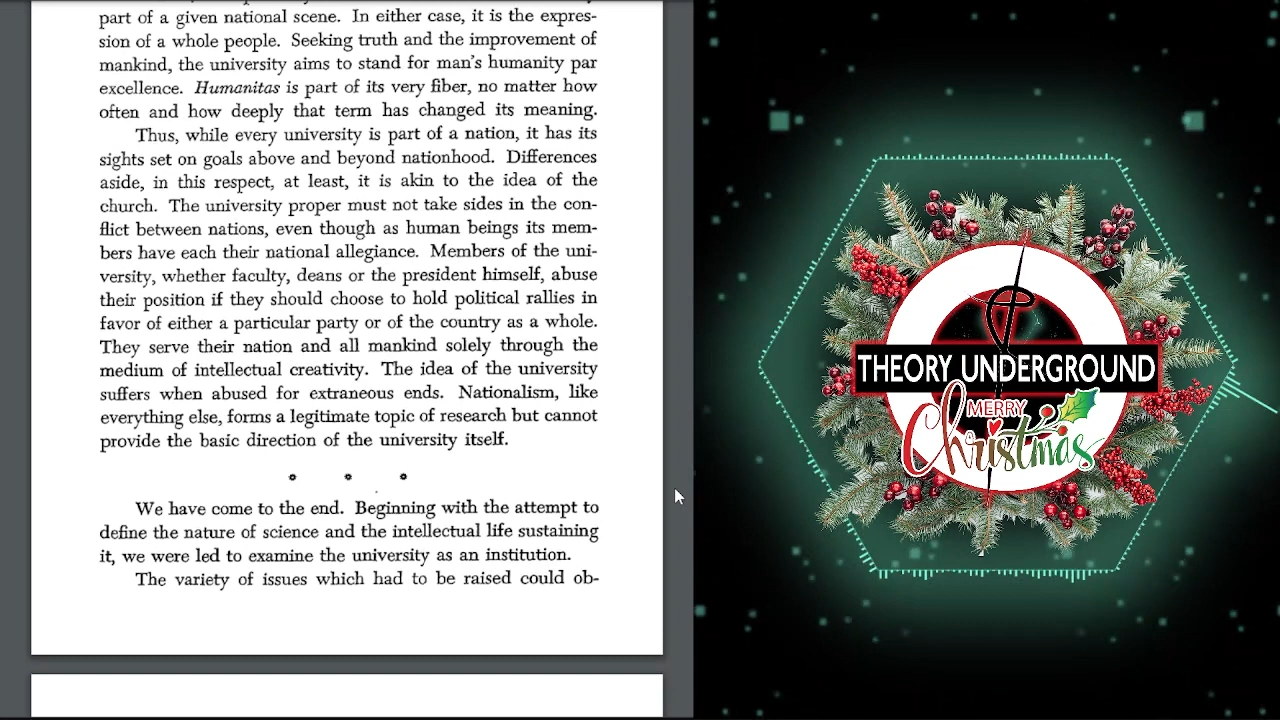 part of a given national scene. In either case, it is the expres-
sion of a whole people. Seeking truth and the improvement of
mankind, the university aims to stand for man's humanity par
excellence. Humanitas is part of its very fiber, no matter how
often and how deeply that term has changed its meaning.
Thus, while every university is part of a nation, it has its
sights set on goals above and beyond nationhood. Differences
aside, in this respect, at least, it is akin to the idea of the
church. The university proper must not take sides in the con-
flict between nations, even though as human beings its mem-
bers have each their national allegiance. Members of the uni-
versity, whether faculty, deans or the president himself, abuse
their position if they should choose to hold political rallies in
favor of either a particular party or of the country as a whole.
They serve their nation and all mankind solely through the
medium of intellectual creativity. The idea of the university
suffers when abused for extraneous ends. Nationalism, like
everything else, forms a legitimate topic of research but cannot
provide the basic direction of the university itself.
We have come to the end. Beginning with the attempt to
define the nature of science and the intellectual life sustaining
it, we were led to examine the university as an institution.
The variety of issues which had to be raised could ob-
THEORY UNDERGROUND
MERRY
Christmas